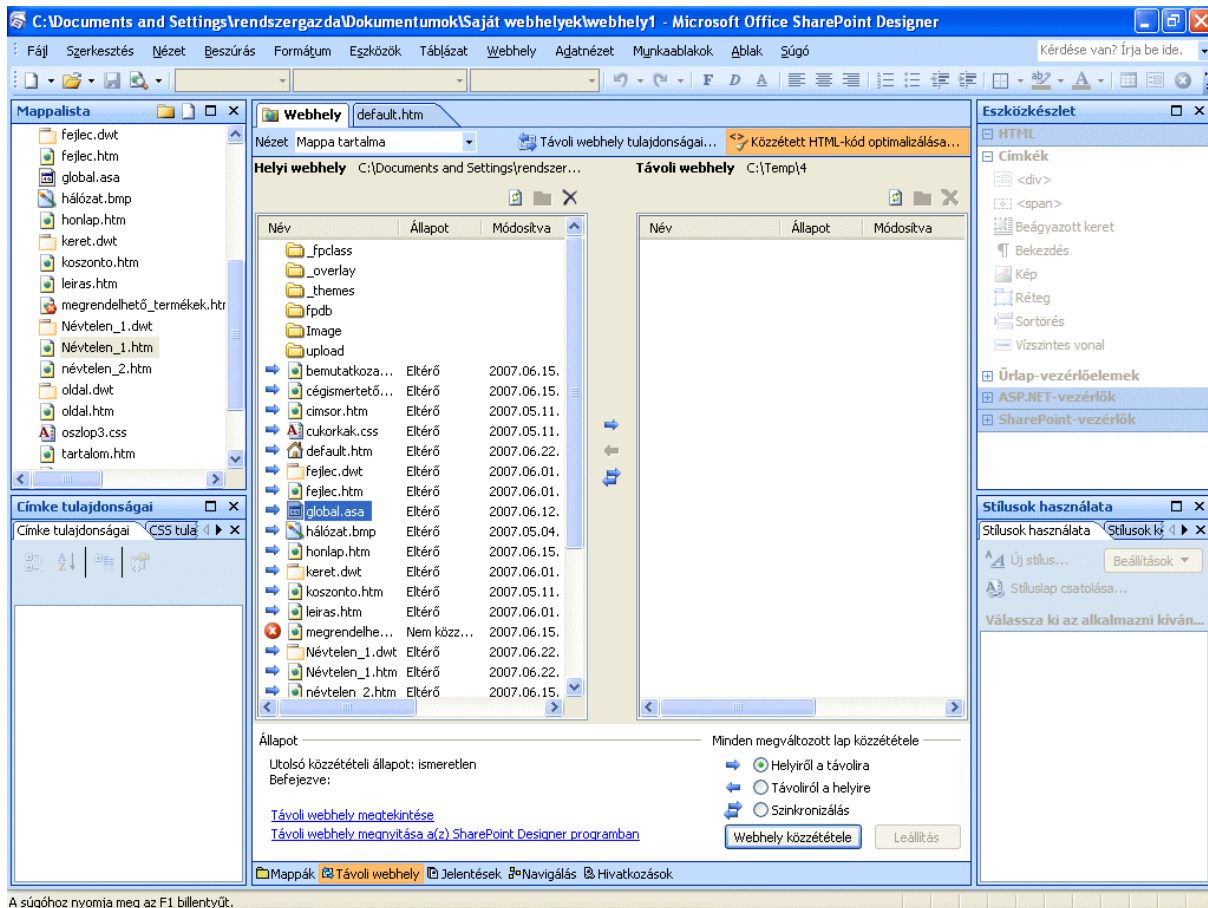 C:\Documents and Settings\rendszergazda\Dokumentumok\Saját webhelyek\webhely1 - Microsoft Office SharePoint Designer
Fájl Szerkesztés Nézet Beszúrás Formátum Eszközök Táblázat Webhely Adatnézet Munkaablakok Ablak Súgó
Kérdése van? Írja be ide.
Mappalista
fejlec.dwt
fejlec.htm
global.asa
hálózat.bmp
honlap.htm
keret.dwt
koszonto.htm
leiras.htm
megrendelhető_termékek.htr
Névtelen_1.dwt
Névtelen_1.htm
névtelen_2.htm
oldal.dwt
oldal.htm
oszlop3.css
tartalom.htm
Címke tulajdonságai
Címke tulajdonságai CSS tula
Webhely default.htm
Nézet Mappa tartalma Távoli webhely tulajdonságai... Közzétett HTML-kód optimalizálása...
Helyi webhely C:\Documents and Settings\rendszer...
Név Állapot Módosítva
_fpclass
_overlay
_themes
fpdb
Image
upload
bemutatkoza... Eltérő 2007.06.15.
cégismertető... Eltérő 2007.06.15.
cimsor.htm Eltérő 2007.05.11.
cukorkak.css Eltérő 2007.05.11.
default.htm Eltérő 2007.06.22.
fejlec.dwt Eltérő 2007.06.01.
fejlec.htm Eltérő 2007.06.01.
global.asa Eltérő 2007.06.12.
hálózat.bmp Eltérő 2007.05.04.
honlap.htm Eltérő 2007.06.15.
keret.dwt Eltérő 2007.06.01.
koszonto.htm Eltérő 2007.05.11.
leiras.htm Eltérő 2007.06.01.
megrendelhe... Nem közz... 2007.06.15.
Névtelen_1.dwt Eltérő 2007.06.22.
Névtelen_1.htm Eltérő 2007.06.22.
névtelen_2.htm Eltérő 2007.06.15.
Távoli webhely C:\Temp\4
Név Állapot Módosítva
Állapot
Utolsó közzétételi állapot: ismeretlen
Befejezve:
Távoli webhely megtekintése
Távoli webhely megnyitása a(z) SharePoint Designer programban
Minden megváltozott lap közzététele
Helyiről a távolira
Távoliról a helyire
Szinkronizálás
Webhely közzététele Leállítás
Mappák Távoli webhely Jelentések Navigálás Hivatkozások
Eszközkészlet
HTML
Címkék
<div>
<span>
Beágyazott keret
Bekezdés
Kép
Réteg
Sortörés
Vízszintes vonal
Űrlap-vezérlőelemek
ASP.NET-vezérlők
SharePoint-vezérlők
Stílusok használata
Stílusok használata Stílusok k
Új stílus... Beállítások
Stíluslap csatolása...
Válassza ki az alkalmazni kíván...
A súgóhoz nyomja meg az F1 billentyűt.